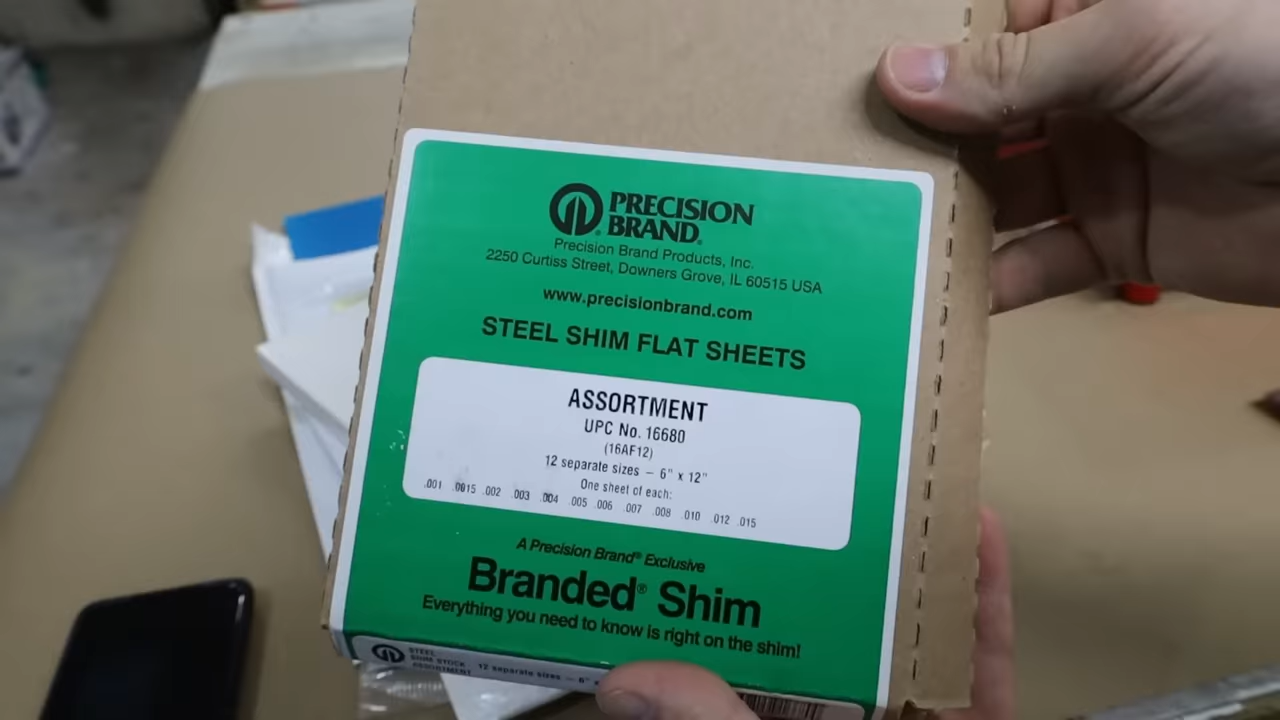 PRECISION
BRAND®
Precision Brand Products, Inc.
2250 Curtiss Street, Downers Grove, IL 60515 USA
www.precisionbrand.com
STEEL SHIM FLAT SHEETS
ASSORTMENT
UPC No. 16680
(16AF12)
12 separate sizes – 6" x 12"
One sheet of each:
.001 .0015 .002 .003 .004 .005 .006 .007 .008 .010 .012 .015
A Precision Brand® Exclusive
Branded® Shim
Everything you need to know is right on the shim!
STEEL
SHIM STOCK
ASSORTMENT
12 separate sizes – 6"